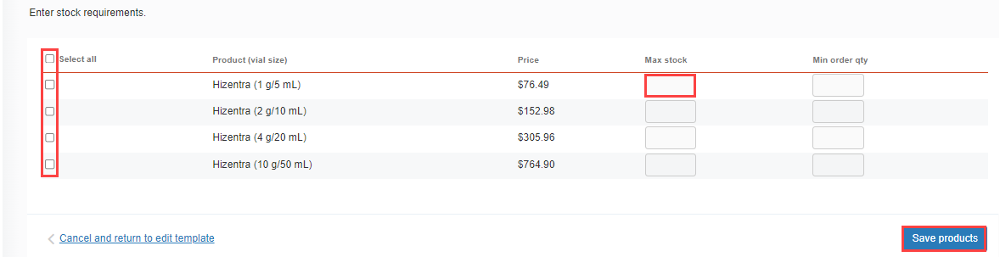 Enter stock requirements.
Select all Product (vial size) Price Max stock Min order qty
Hizentra (1 g/5 mL) $76.49
Hizentra (2 g/10 mL) $152.98
Hizentra (4 g/20 mL) $305.96
Hizentra (10 g/50 mL) $764.90
Cancel and return to edit template Save products